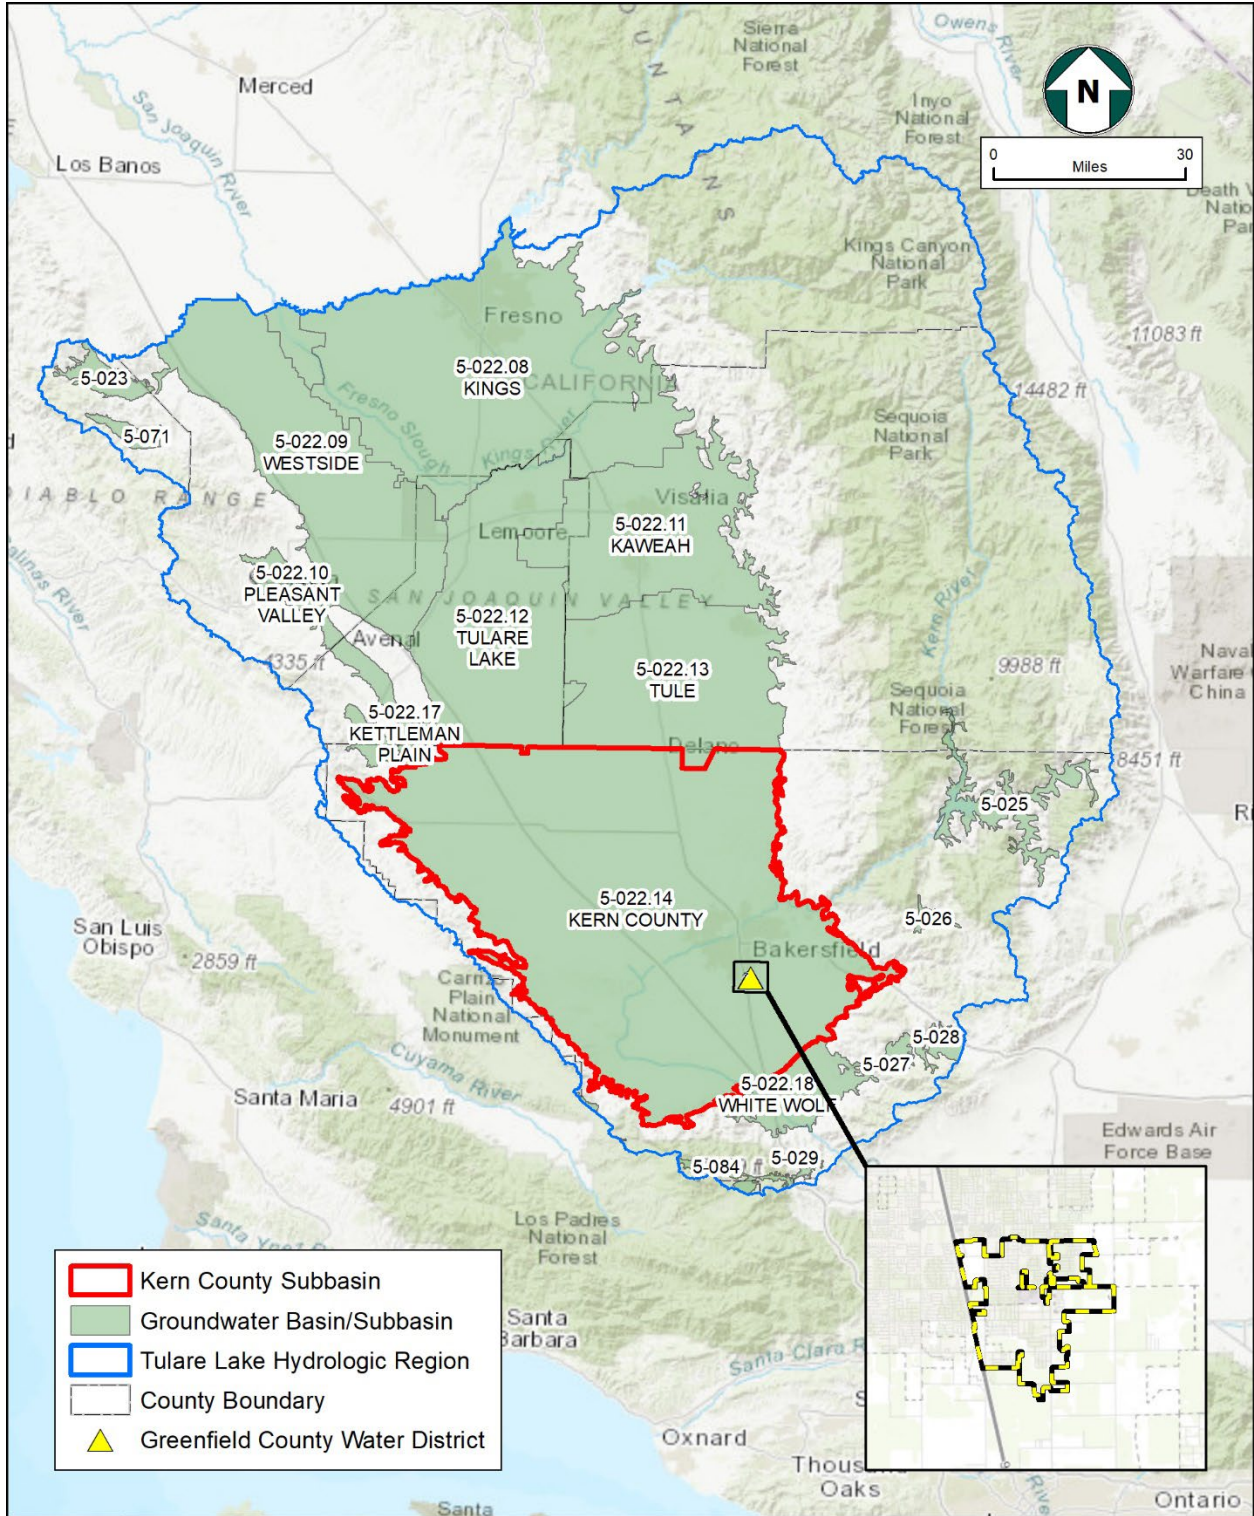 Sierra
National
Forest
Owens River
Merced
N
San Joaquin River
Inyo
National
Forest
0
30
Miles
Los Banos
Death V
Natio
Par
Kings Canyon
National
Park
Fresno
11083 ft
5-022.08
KINGS
CALIFORNIA
5-023
14482 ft
Fresno Slough
Kings River
Sequoia
National
Park
5-071
5-022.09
WESTSIDE
DIABLO RANGE
Visalia
Lemoore
5-022.11
KAWEAH
5-022.10
PLEASANT
VALLEY
SAN JOAQUIN VALLEY
Kern River
5-022.12
TULARE
LAKE
Avenal
4335 ft
5-022.13
TULE
9988 ft
Naval
Warfare
China
Sequoia
National
Forest
5-022.17
KETTLEMAN
PLAIN
Delano
8451 ft
5-025
Ri
5-022.14
KERN COUNTY
5-026
San Luis
Obispo
2859 ft
Bakersfield
Carrizo
Plain
National
Monument
5-028
5-027
Cuyama River
5-022.18
WHITE WOLF
Santa Maria
4901 ft
Edwards Air
Force Base
5-029
5-084
ft
Los Padres
National
Forest
Kern County Subbasin
Groundwater Basin/Subbasin
Tulare Lake Hydrologic Region
County Boundary
Greenfield County Water District
Santa
Barbara
Santa Clara R
Oxnard
Thousand
Oaks
River
Ontario
Santa